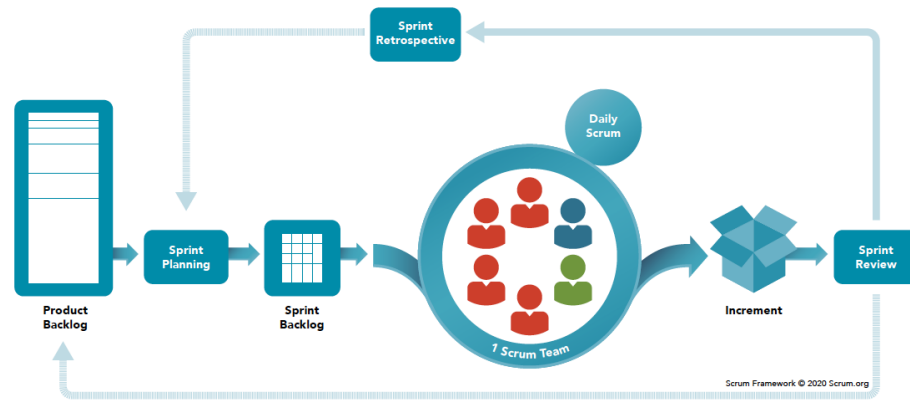 Sprint
Retrospective
Daily
Scrum
Sprint
Planning
Sprint
Review
Product
Backlog
Sprint
Backlog
1 Scrum Team
Increment
Scrum Framework © 2020 Scrum.org